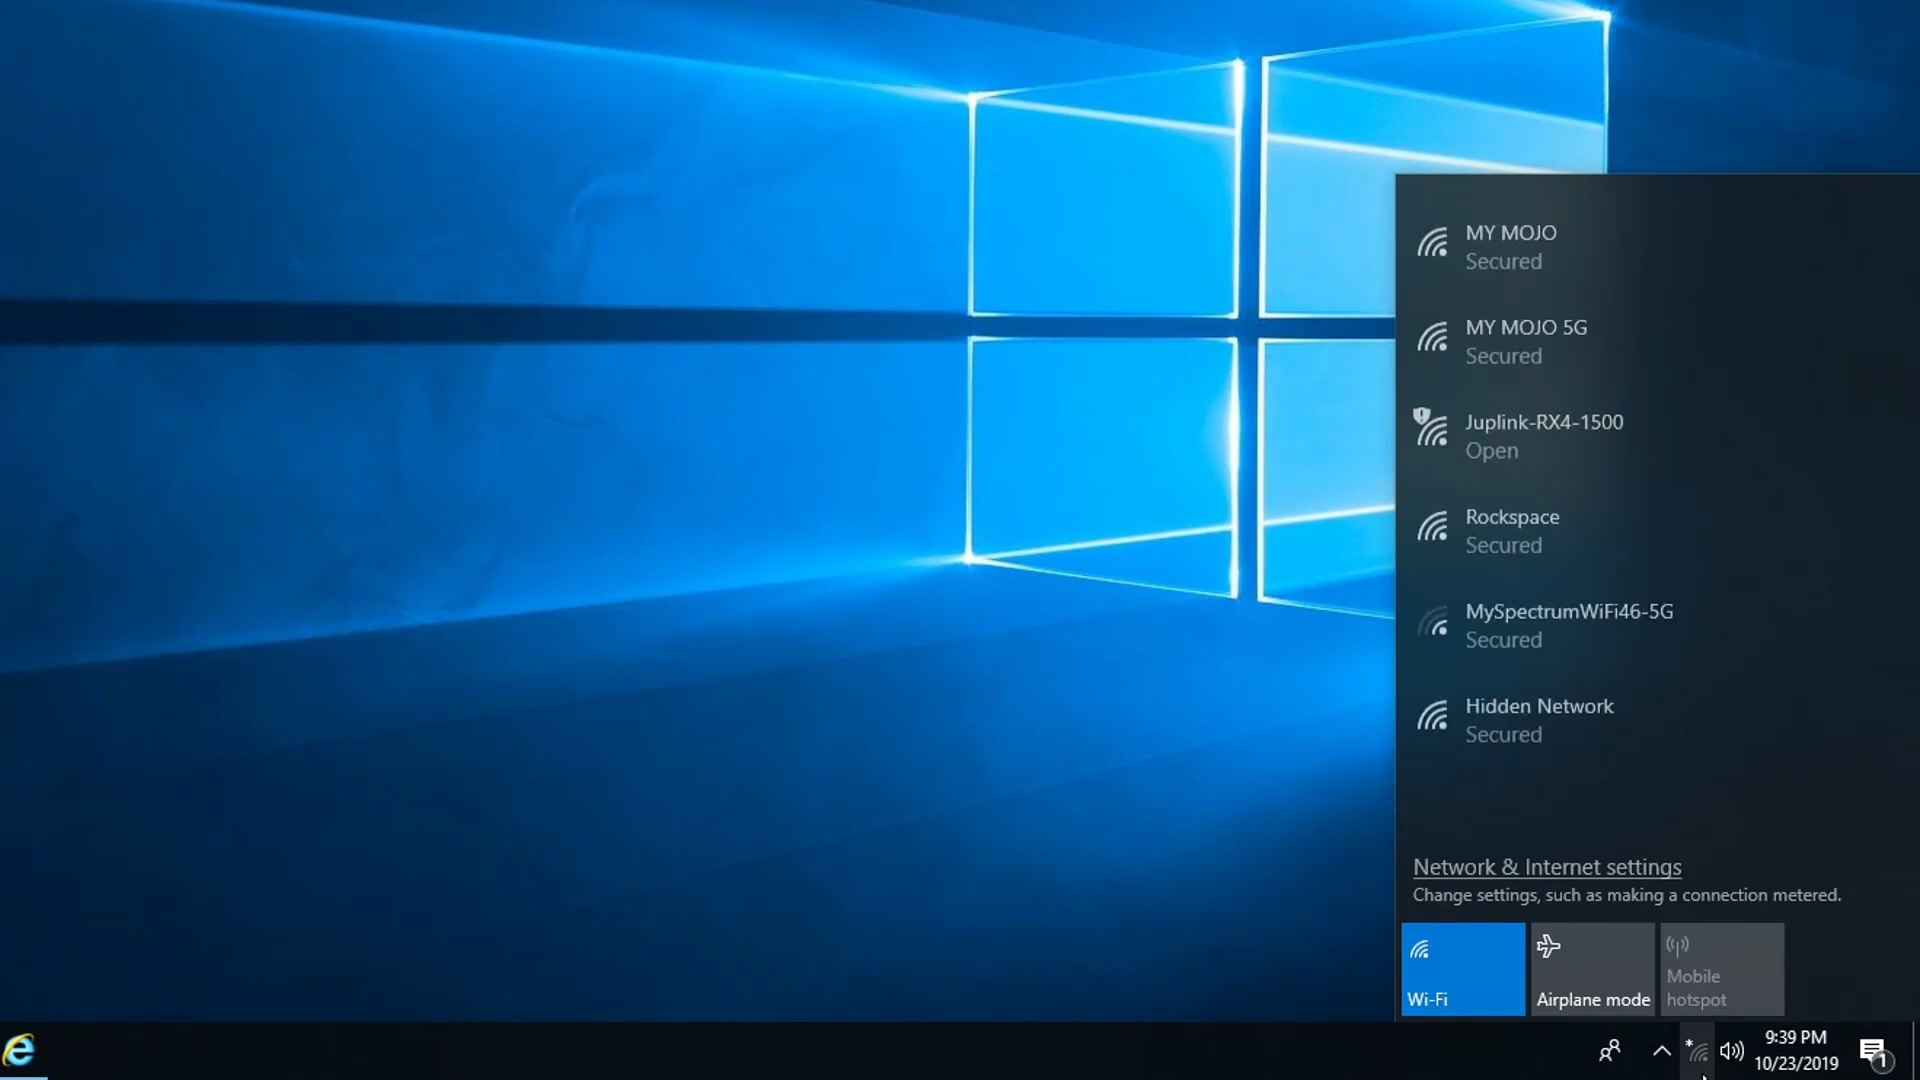 MY MOJO
Secured
MY MOJO 5G
Secured
Juplink-RX4-1500
Open
Rockspace
Secured
MySpectrumWiFi46-5G
Secured
Hidden Network
Secured
Network & Internet settings
Change settings, such as making a connection metered.
Wi-Fi
Airplane mode
Mobile
hotspot
9:39 PM
10/23/2019
1